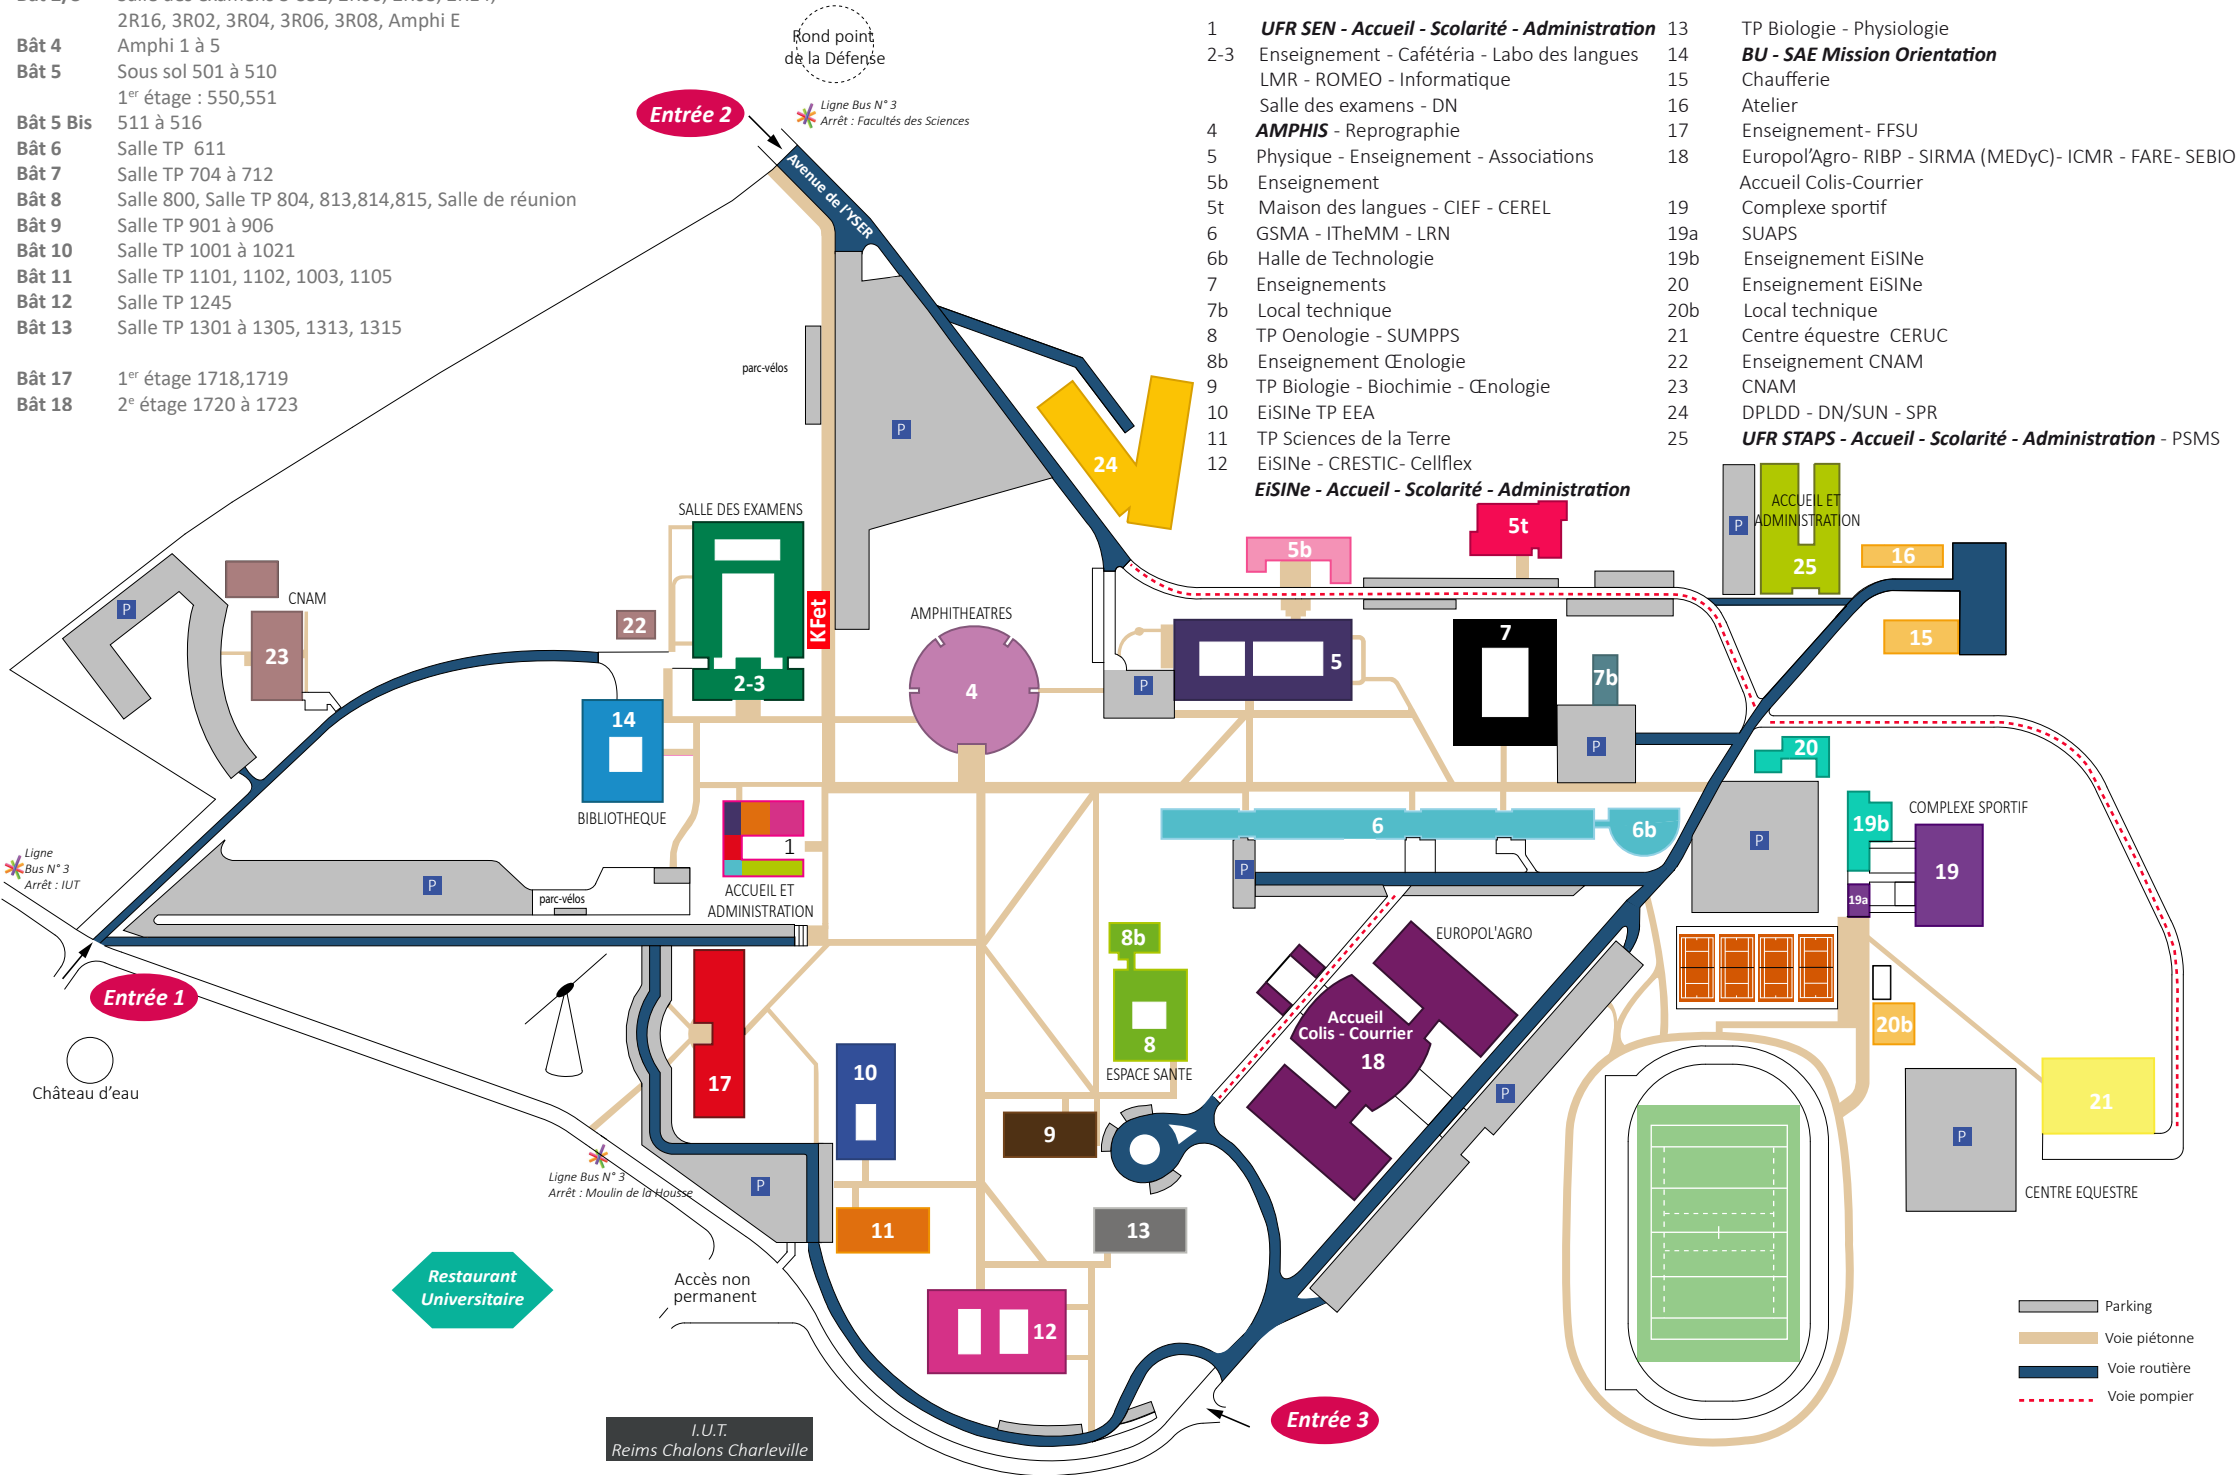 2R16, 3R02, 3R04, 3R06, 3R08, Amphi E
Bât 4 Amphi 1 à 5
Bât 5 Sous sol 501 à 510
1er étage : 550,551
Bât 5 Bis 511 à 516
Bât 6 Salle TP 611
Bât 7 Salle TP 704 à 712
Bât 8 Salle 800, Salle TP 804, 813,814,815, Salle de réunion
Bât 9 Salle TP 901 à 906
Bât 10 Salle TP 1001 à 1021
Bât 11 Salle TP 1101, 1102, 1003, 1105
Bât 12 Salle TP 1245
Bât 13 Salle TP 1301 à 1305, 1313, 1315
Bât 17 1er étage 1718,1719
Bât 18 2e étage 1720 à 1723
Rond point
de la Défense
Entrée 2
Ligne Bus N° 3
Arrêt : Facultés des Sciences
Avenue de l'YSER
1 UFR SEN - Accueil - Scolarité - Administration
2-3 Enseignement - Cafétéria - Labo des langues
LMR - ROMEO - Informatique
Salle des examens - DN
4 AMPHIS - Reprographie
5 Physique - Enseignement - Associations
5b Enseignement
5t Maison des langues - CIEF - CEREL
6 GSMA - ITheMM - LRN
6b Halle de Technologie
7 Enseignements
7b Local technique
8 TP Oenologie - SUMPPS
8b Enseignement Œnologie
9 TP Biologie - Biochimie - Œnologie
10 EiSINe TP EEA
11 TP Sciences de la Terre
12 EiSINe - CRESTIC- Cellflex
EiSINe - Accueil - Scolarité - Administration
13 TP Biologie - Physiologie
14 BU - SAE Mission Orientation
15 Chaufferie
16 Atelier
17 Enseignement- FFSU
18 Europol'Agro- RIBP - SIRMA (MEDyC)- ICMR - FARE- SEBIO
Accueil Colis-Courrier
19 Complexe sportif
19a SUAPS
19b Enseignement EiSINe
20 Enseignement EiSINe
20b Local technique
21 Centre équestre CERUC
22 Enseignement CNAM
23 CNAM
24 DPLDD - DN/SUN - SPR
25 UFR STAPS - Accueil - Scolarité - Administration - PSMS
parc-vélos
P
24
SALLE DES EXAMENS
5t
5b
ACCUEIL ET
ADMINISTRATION
P
25
16
15
P
CNAM
23
22
KFet
2-3
AMPHITHEATRES
4
5
P
7
7b
P
14
BIBLIOTHEQUE
20
COMPLEXE SPORTIF
19b
19
19a
P
1
ACCUEIL ET
ADMINISTRATION
6
6b
P
Ligne
Bus N° 3
Arrêt : IUT
P
parc-vélos
Entrée 1
Château d'eau
8b
8
ESPACE SANTE
EUROPOL'AGRO
Accueil
Colis - Courrier
18
P
20b
21
P
CENTRE EQUESTRE
17
10
9
Ligne Bus N° 3
Arrêt : Moulin de la Housse
P
11
13
12
Restaurant
Universitaire
Accès non
permanent
I.U.T.
Reims Chalons Charleville
Entrée 3
Parking
Voie piétonne
Voie routière
Voie pompier